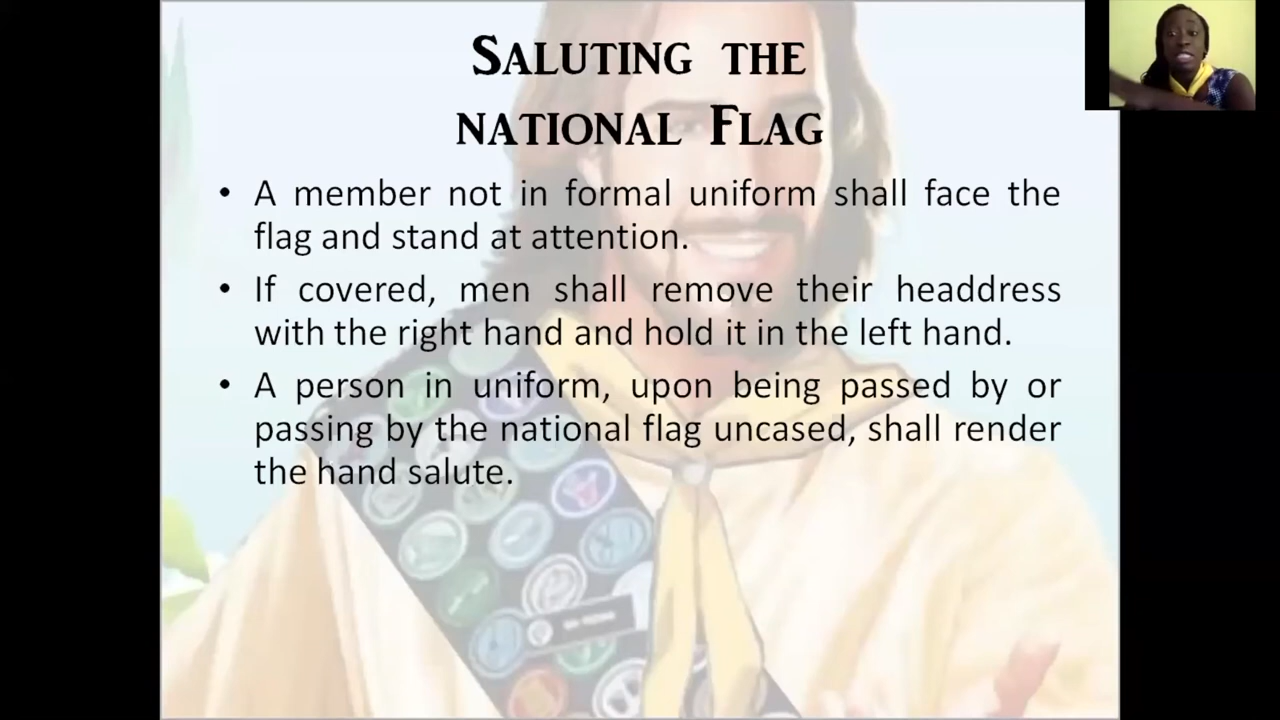 SALUTING THE
NATIONAL FLAG
• A member not in formal uniform shall face the
flag and stand at attention.
• If covered, men shall remove their headdress
with the right hand and hold it in the left hand.
• A person in uniform, upon being passed by or
passing by the national flag uncased, shall render
the hand salute.